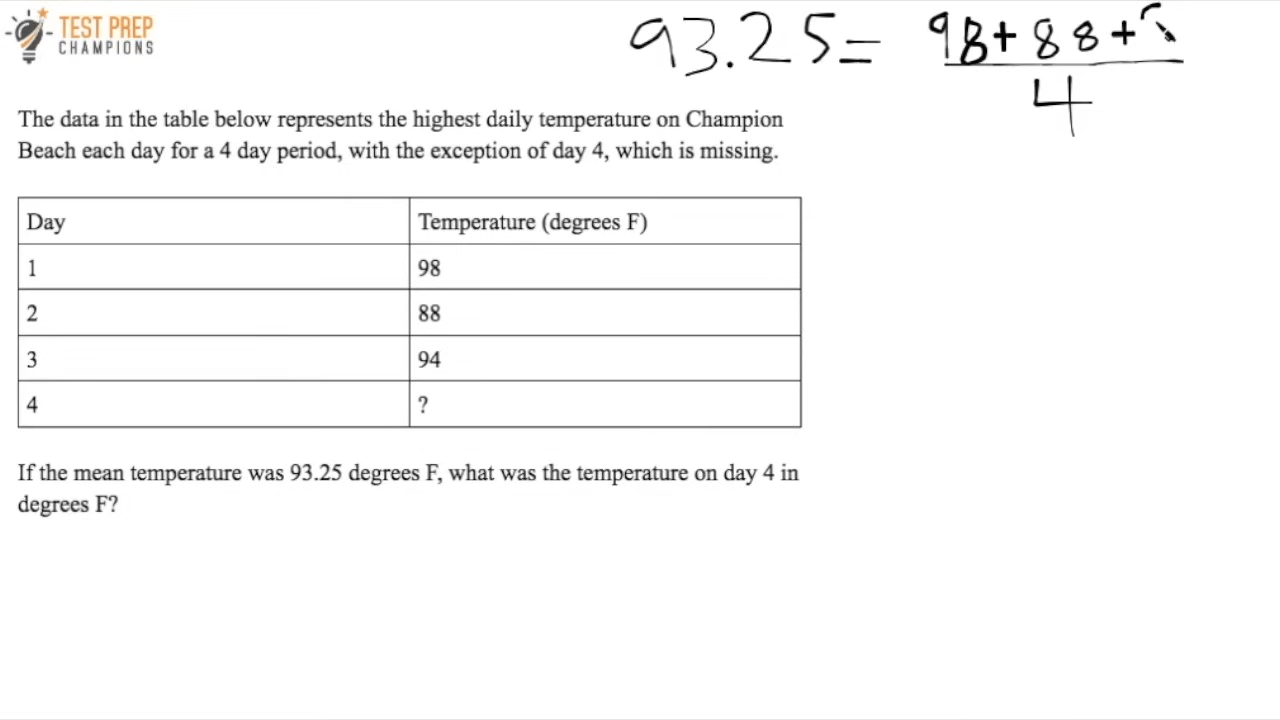 TEST PREP
CHAMPIONS
93.25 = 98 + 88 +
4
The data in the table below represents the highest daily temperature on Champion
Beach each day for a 4 day period, with the exception of day 4, which is missing.
Day Temperature (degrees F)
1 98
2 88
3 94
4 ?
If the mean temperature was 93.25 degrees F, what was the temperature on day 4 in
degrees F?